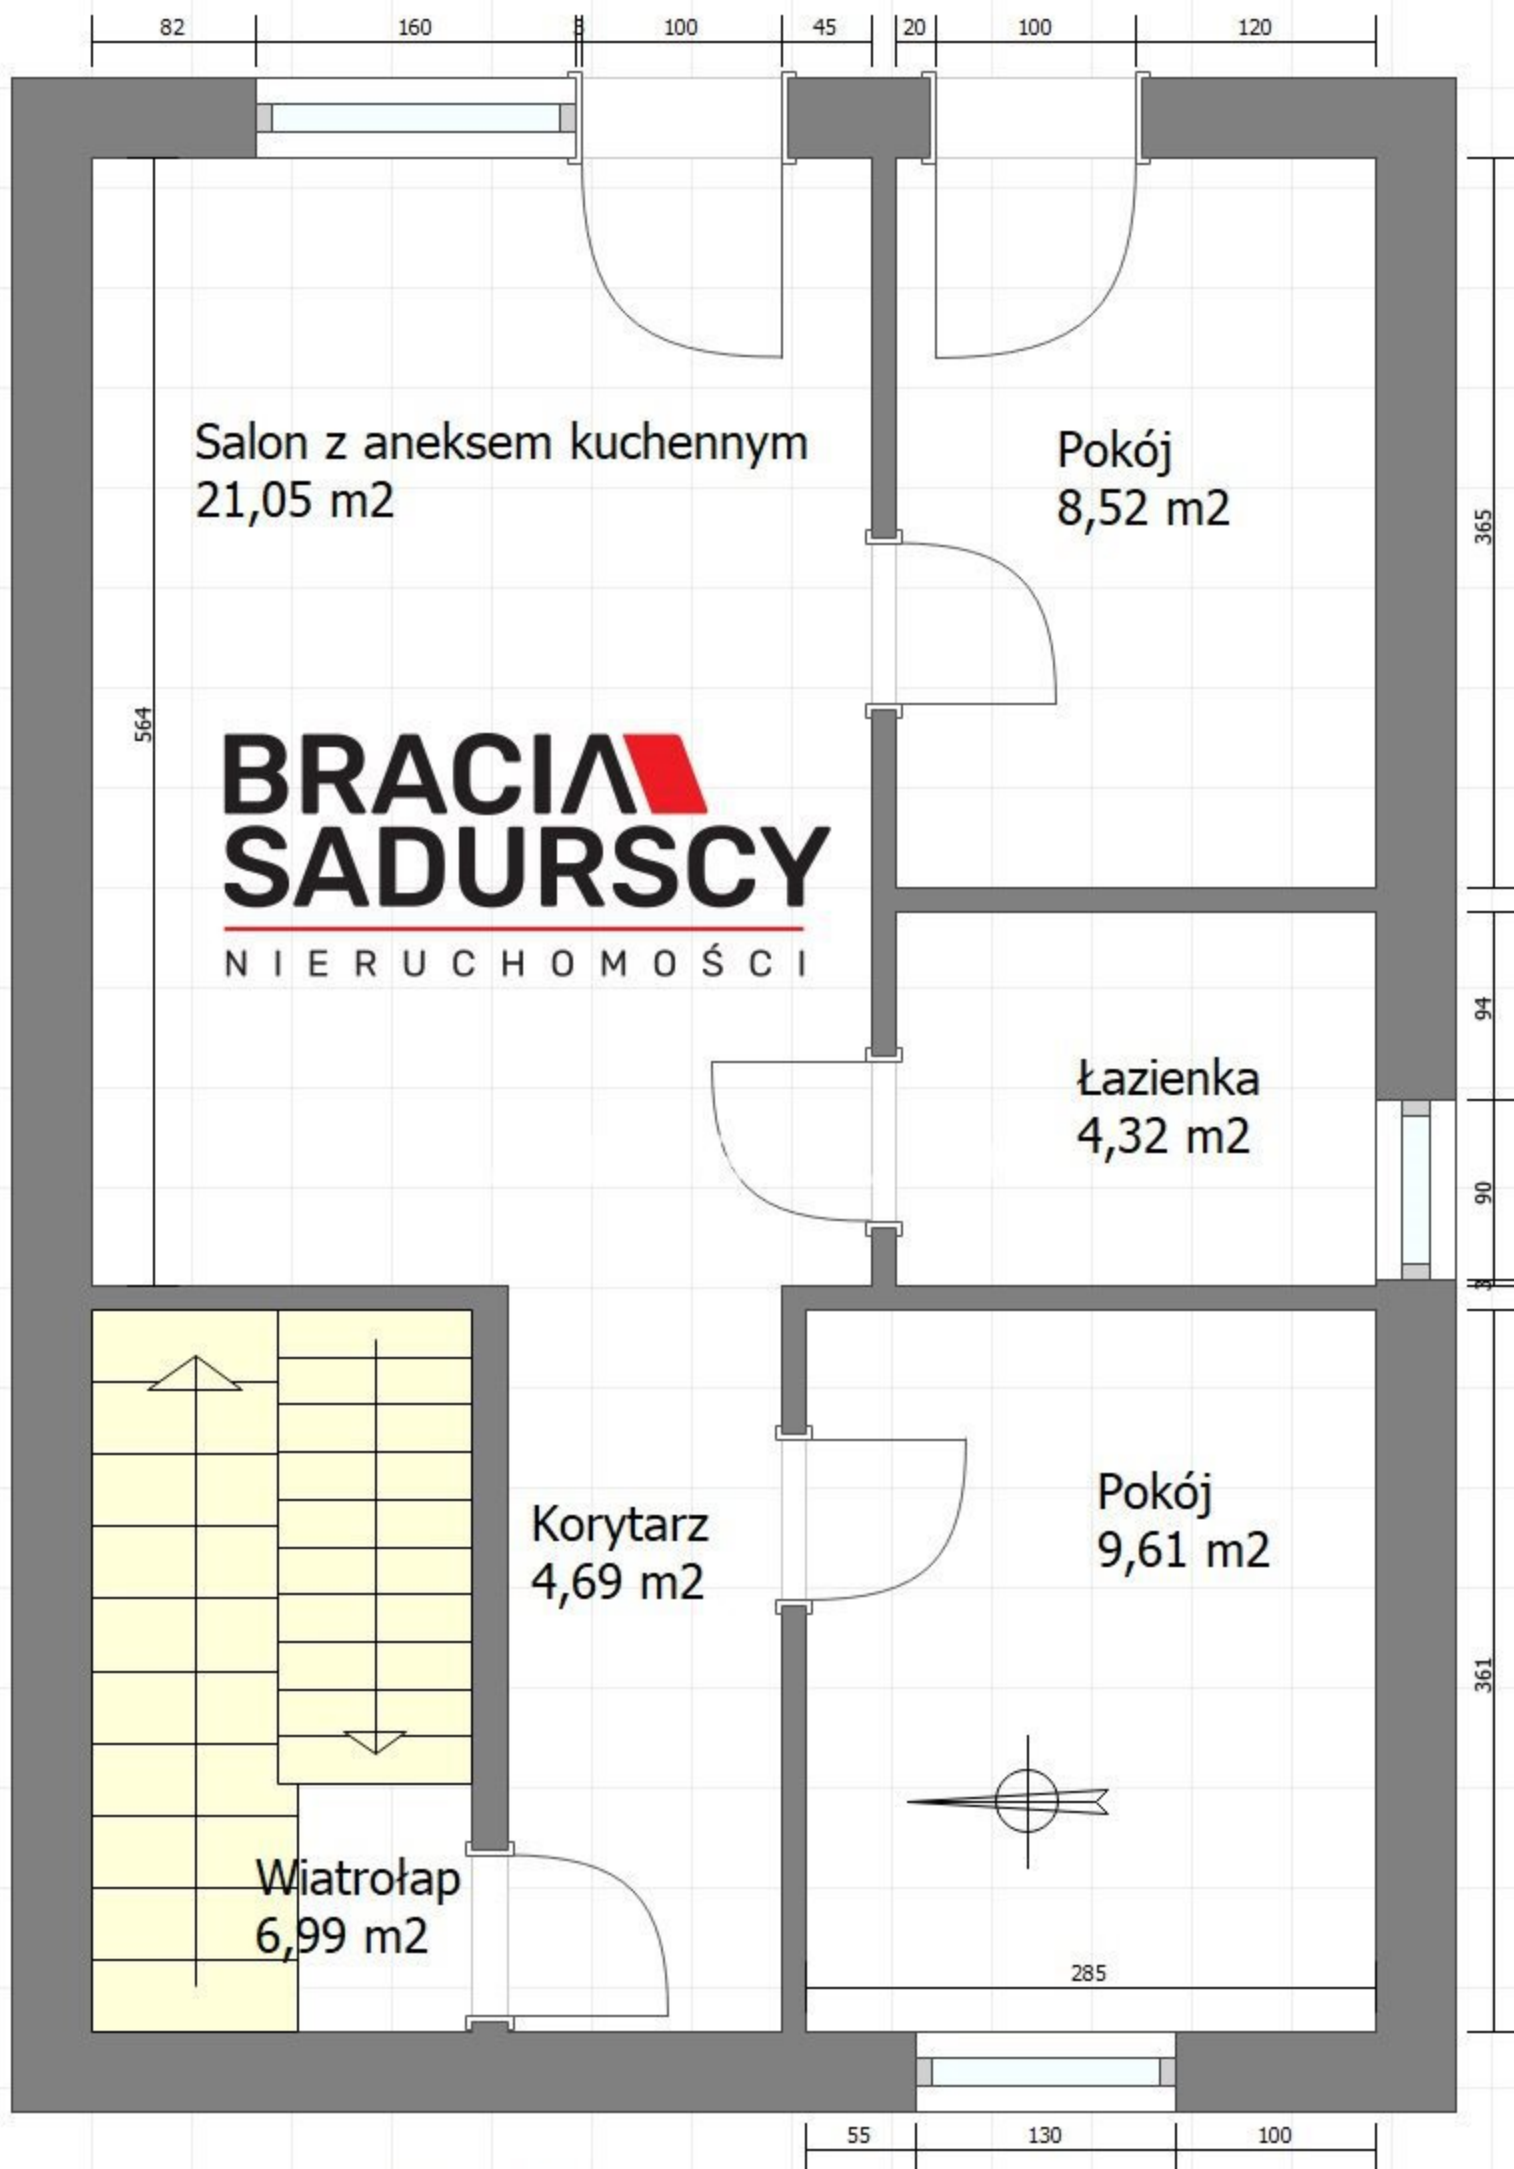 82 160 3 100 45 20 100 120
Salon z aneksem kuchennym
21,05 m2
Pokój
8,52 m2
365
564
BRACIA
SADURSCY
NIERUCHOMOŚCI
94
Łazienka
4,32 m2
90
3
Korytarz
4,69 m2
Pokój
9,61 m2
361
Wiatrołap
6,99 m2
285
55 130 100